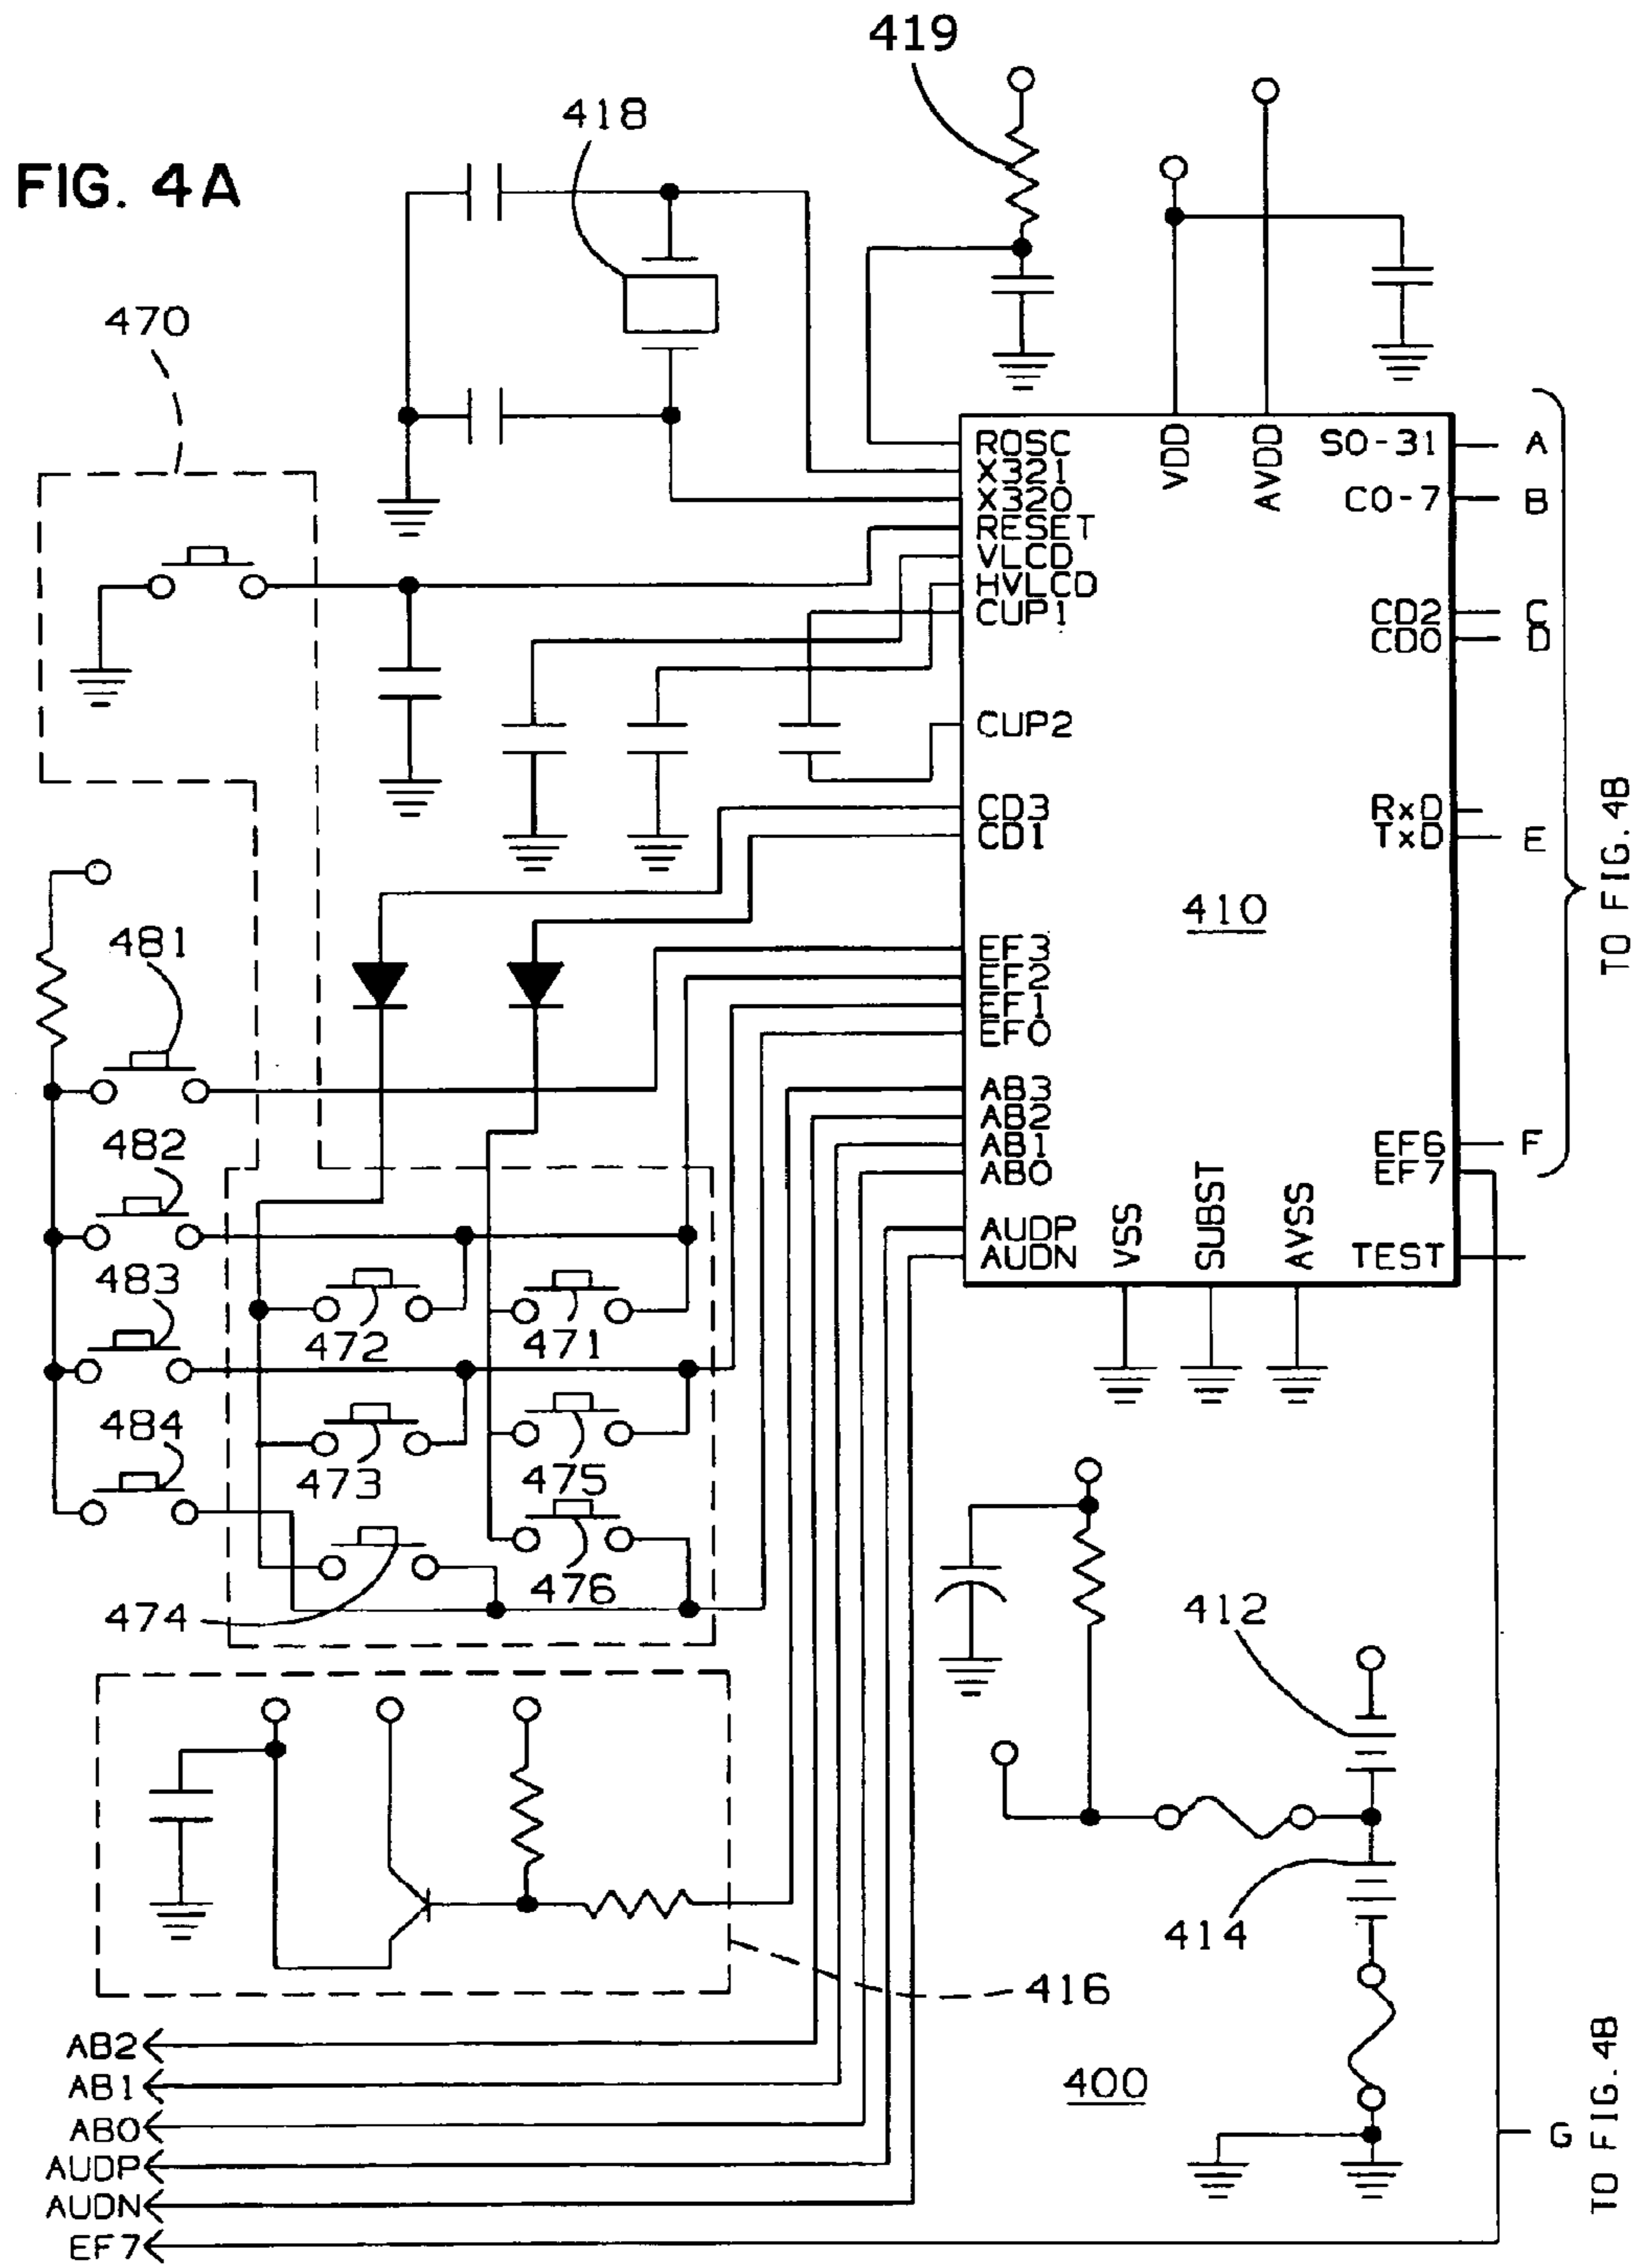 419
418
FIG. 4A
470
ROSC
X321
X320
RESET
VLCD
HVLCD
CUP1
CUP2
CD3
CD1
EF3
EF2
EF1
EF0
AB3
AB2
AB1
AB0
AUDP
AUDN
VDD
AVDD
SO-31
CO-7
CD2
CD0
RxD
TxD
EF6
EF7
TEST
VSS
SUBST
AVSS
410
A
B
C
D
E
F
TO FIG. 4B
481
482
483
484
472
471
473
475
474
476
412
414
416
400
AB2
AB1
AB0
AUDP
AUDN
EF7
G
TO FIG. 4B